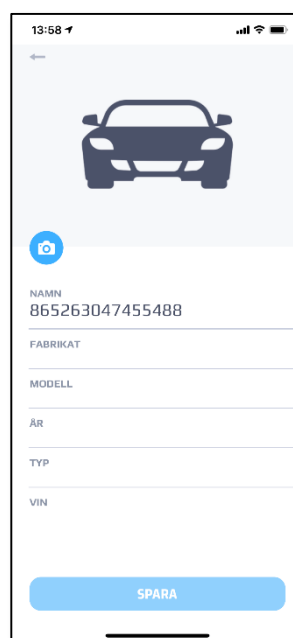 13:58
NAMN
865263047455488
FABRIKAT
MODELL
ÅR
TYP
VIN
SPARA